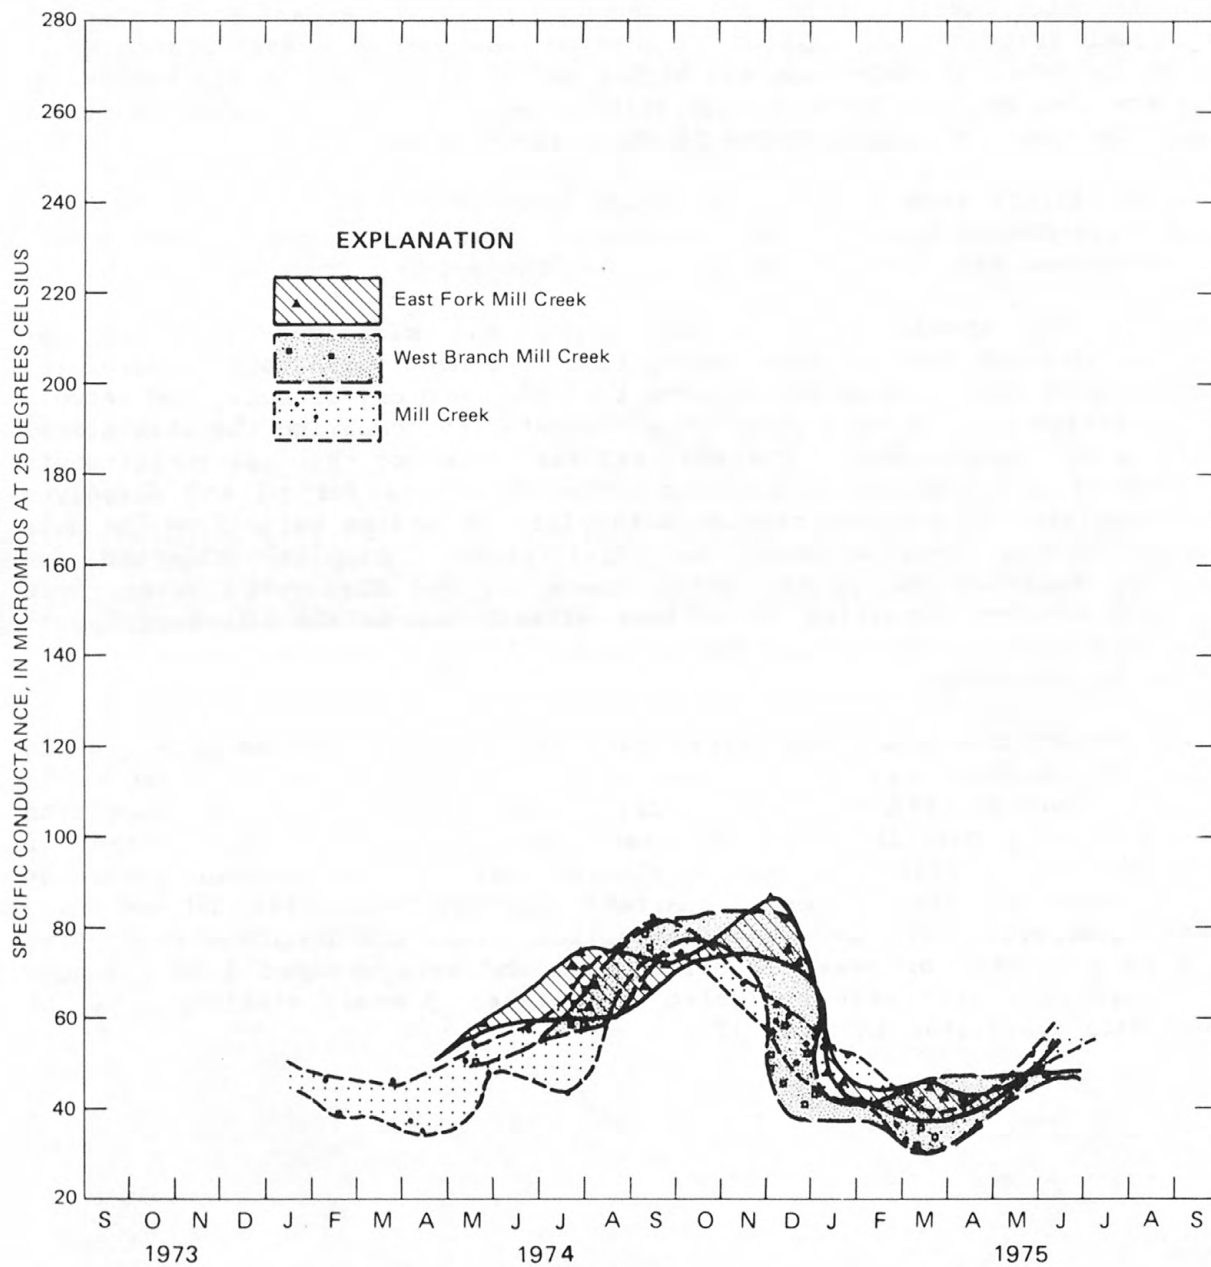 280
260
240
220
200
180
160
140
120
100
80
60
40
20
SPECIFIC CONDUCTANCE, IN MICROMHOS AT 25 DEGREES CELSIUS
EXPLANATION
East Fork Mill Creek
West Branch Mill Creek
Mill Creek
S O N D J F M A M J J A S O N D J F M A M J J A S
1973 1974 1975